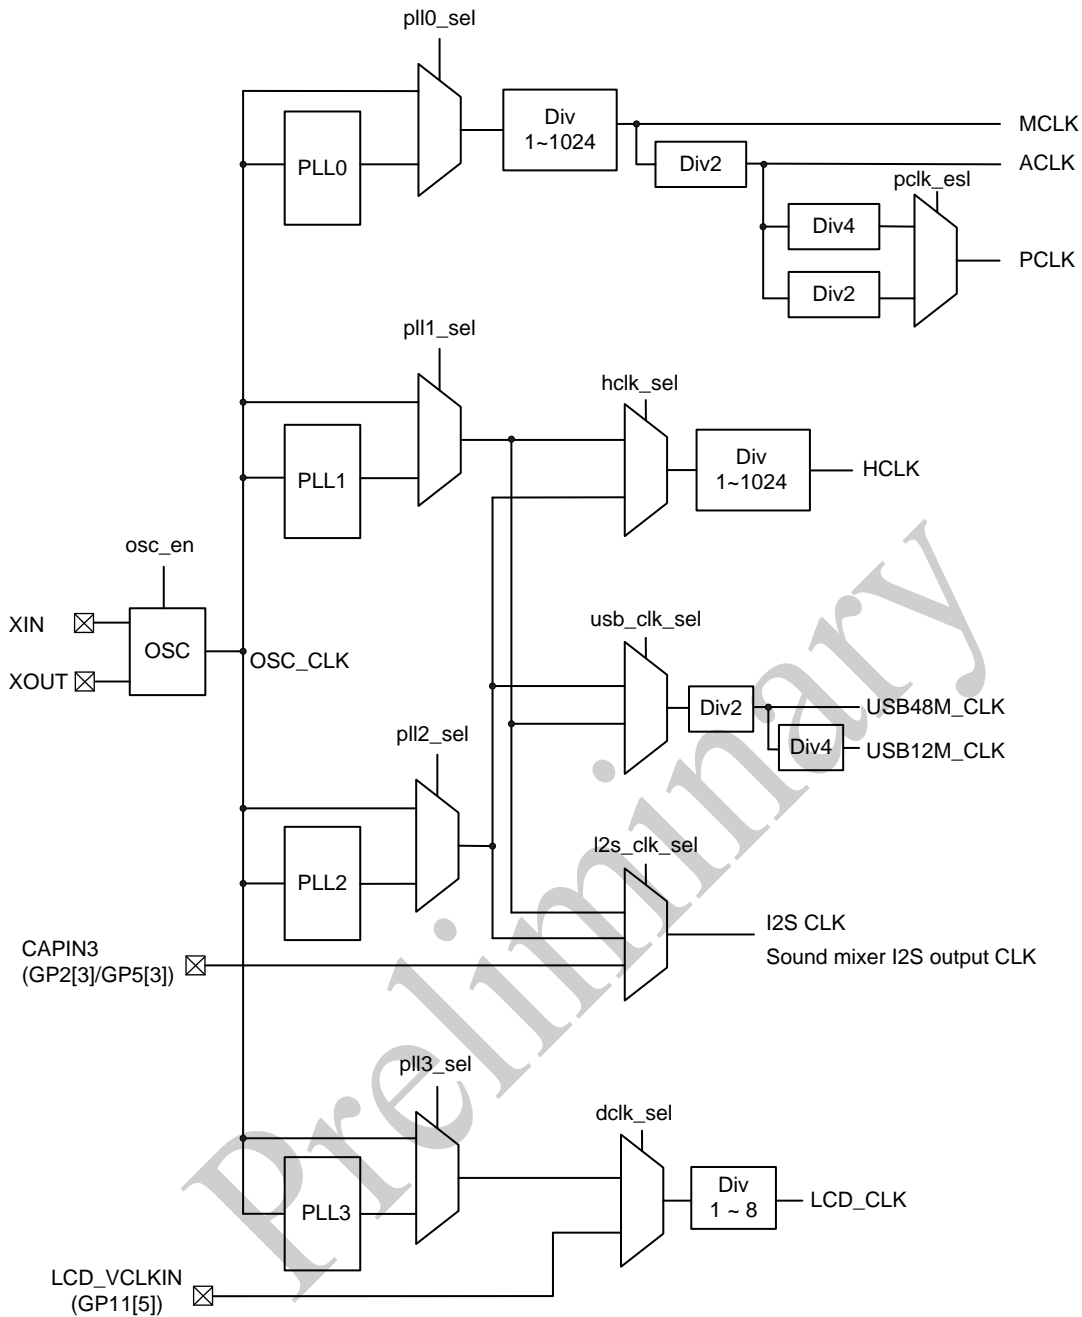 pll0_sel
PLL0
Div
1~1024
MCLK
Div2
ACLK
pclk_esl
Div4
Div2
PCLK
pll1_sel
PLL1
hclk_sel
Div
1~1024
HCLK
osc_en
XIN
XOUT
OSC
OSC_CLK
usb_clk_sel
Div2
USB48M_CLK
Div4
USB12M_CLK
pll2_sel
PLL2
I2s_clk_sel
CAPIN3
(GP2[3]/GP5[3])
I2S CLK
Sound mixer I2S output CLK
pll3_sel
PLL3
dclk_sel
Div
1 ~ 8
LCD_CLK
LCD_VCLKIN
(GP11[5])
Preliminary